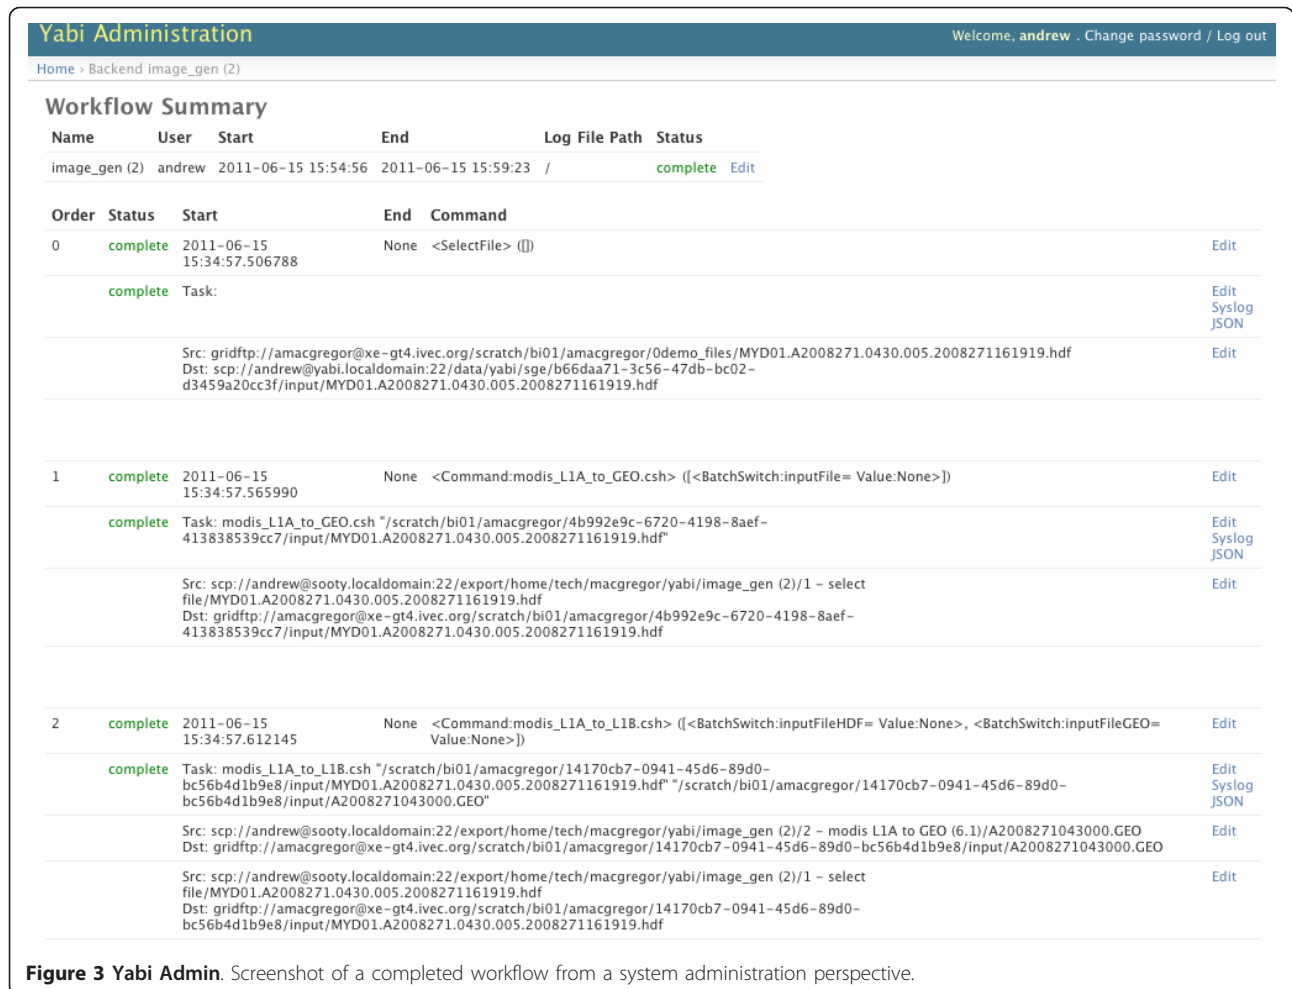 Yabi Administration
Welcome, andrew . Change password / Log out
Home › Backend image_gen (2)
Workflow Summary
Name User Start End Log File Path Status
image_gen (2) andrew 2011-06-15 15:54:56 2011-06-15 15:59:23 / complete Edit
Order Status Start End Command
0 complete 2011-06-15 None <SelectFile> ([]) Edit
15:34:57.506788
complete Task: Edit
Syslog
JSON
Src: gridftp://amacgregor@xe-gt4.ivec.org/scratch/bi01/amacgregor/0demo_files/MYD01.A2008271.0430.005.2008271161919.hdf Edit
Dst: scp://andrew@yabi.localdomain:22/data/yabi/sge/b66daa71-3c56-47db-bc02-
d3459a20cc3f/input/MYD01.A2008271.0430.005.2008271161919.hdf
1 complete 2011-06-15 None <Command:modis_L1A_to_GEO.csh> ([<BatchSwitch:inputFile= Value:None>]) Edit
15:34:57.565990
complete Task: modis_L1A_to_GEO.csh "/scratch/bi01/amacgregor/4b992e9c-6720-4198-8aef- Edit
413838539cc7/input/MYD01.A2008271.0430.005.2008271161919.hdf" Syslog
JSON
Src: scp://andrew@sooty.localdomain:22/export/home/tech/macgregor/yabi/image_gen (2)/1 - select Edit
file/MYD01.A2008271.0430.005.2008271161919.hdf
Dst: gridftp://amacgregor@xe-gt4.ivec.org/scratch/bi01/amacgregor/4b992e9c-6720-4198-8aef-
413838539cc7/input/MYD01.A2008271.0430.005.2008271161919.hdf
2 complete 2011-06-15 None <Command:modis_L1A_to_L1B.csh> ([<BatchSwitch:inputFileHDF= Value:None>, <BatchSwitch:inputFileGEO= Edit
15:34:57.612145 Value:None>])
complete Task: modis_L1A_to_L1B.csh "/scratch/bi01/amacgregor/14170cb7-0941-45d6-89d0- Edit
bc56b4d1b9e8/input/MYD01.A2008271.0430.005.2008271161919.hdf" "/scratch/bi01/amacgregor/14170cb7-0941-45d6-89d0- Syslog
bc56b4d1b9e8/input/A2008271043000.GEO" JSON
Src: scp://andrew@sooty.localdomain:22/export/home/tech/macgregor/yabi/image_gen (2)/2 - modis L1A to GEO (6.1)/A2008271043000.GEO Edit
Dst: gridftp://amacgregor@xe-gt4.ivec.org/scratch/bi01/amacgregor/14170cb7-0941-45d6-89d0-bc56b4d1b9e8/input/A2008271043000.GEO
Src: scp://andrew@sooty.localdomain:22/export/home/tech/macgregor/yabi/image_gen (2)/1 - select Edit
file/MYD01.A2008271.0430.005.2008271161919.hdf
Dst: gridftp://amacgregor@xe-gt4.ivec.org/scratch/bi01/amacgregor/14170cb7-0941-45d6-89d0-
bc56b4d1b9e8/input/MYD01.A2008271.0430.005.2008271161919.hdf
Figure 3 Yabi Admin. Screenshot of a completed workflow from a system administration perspective.